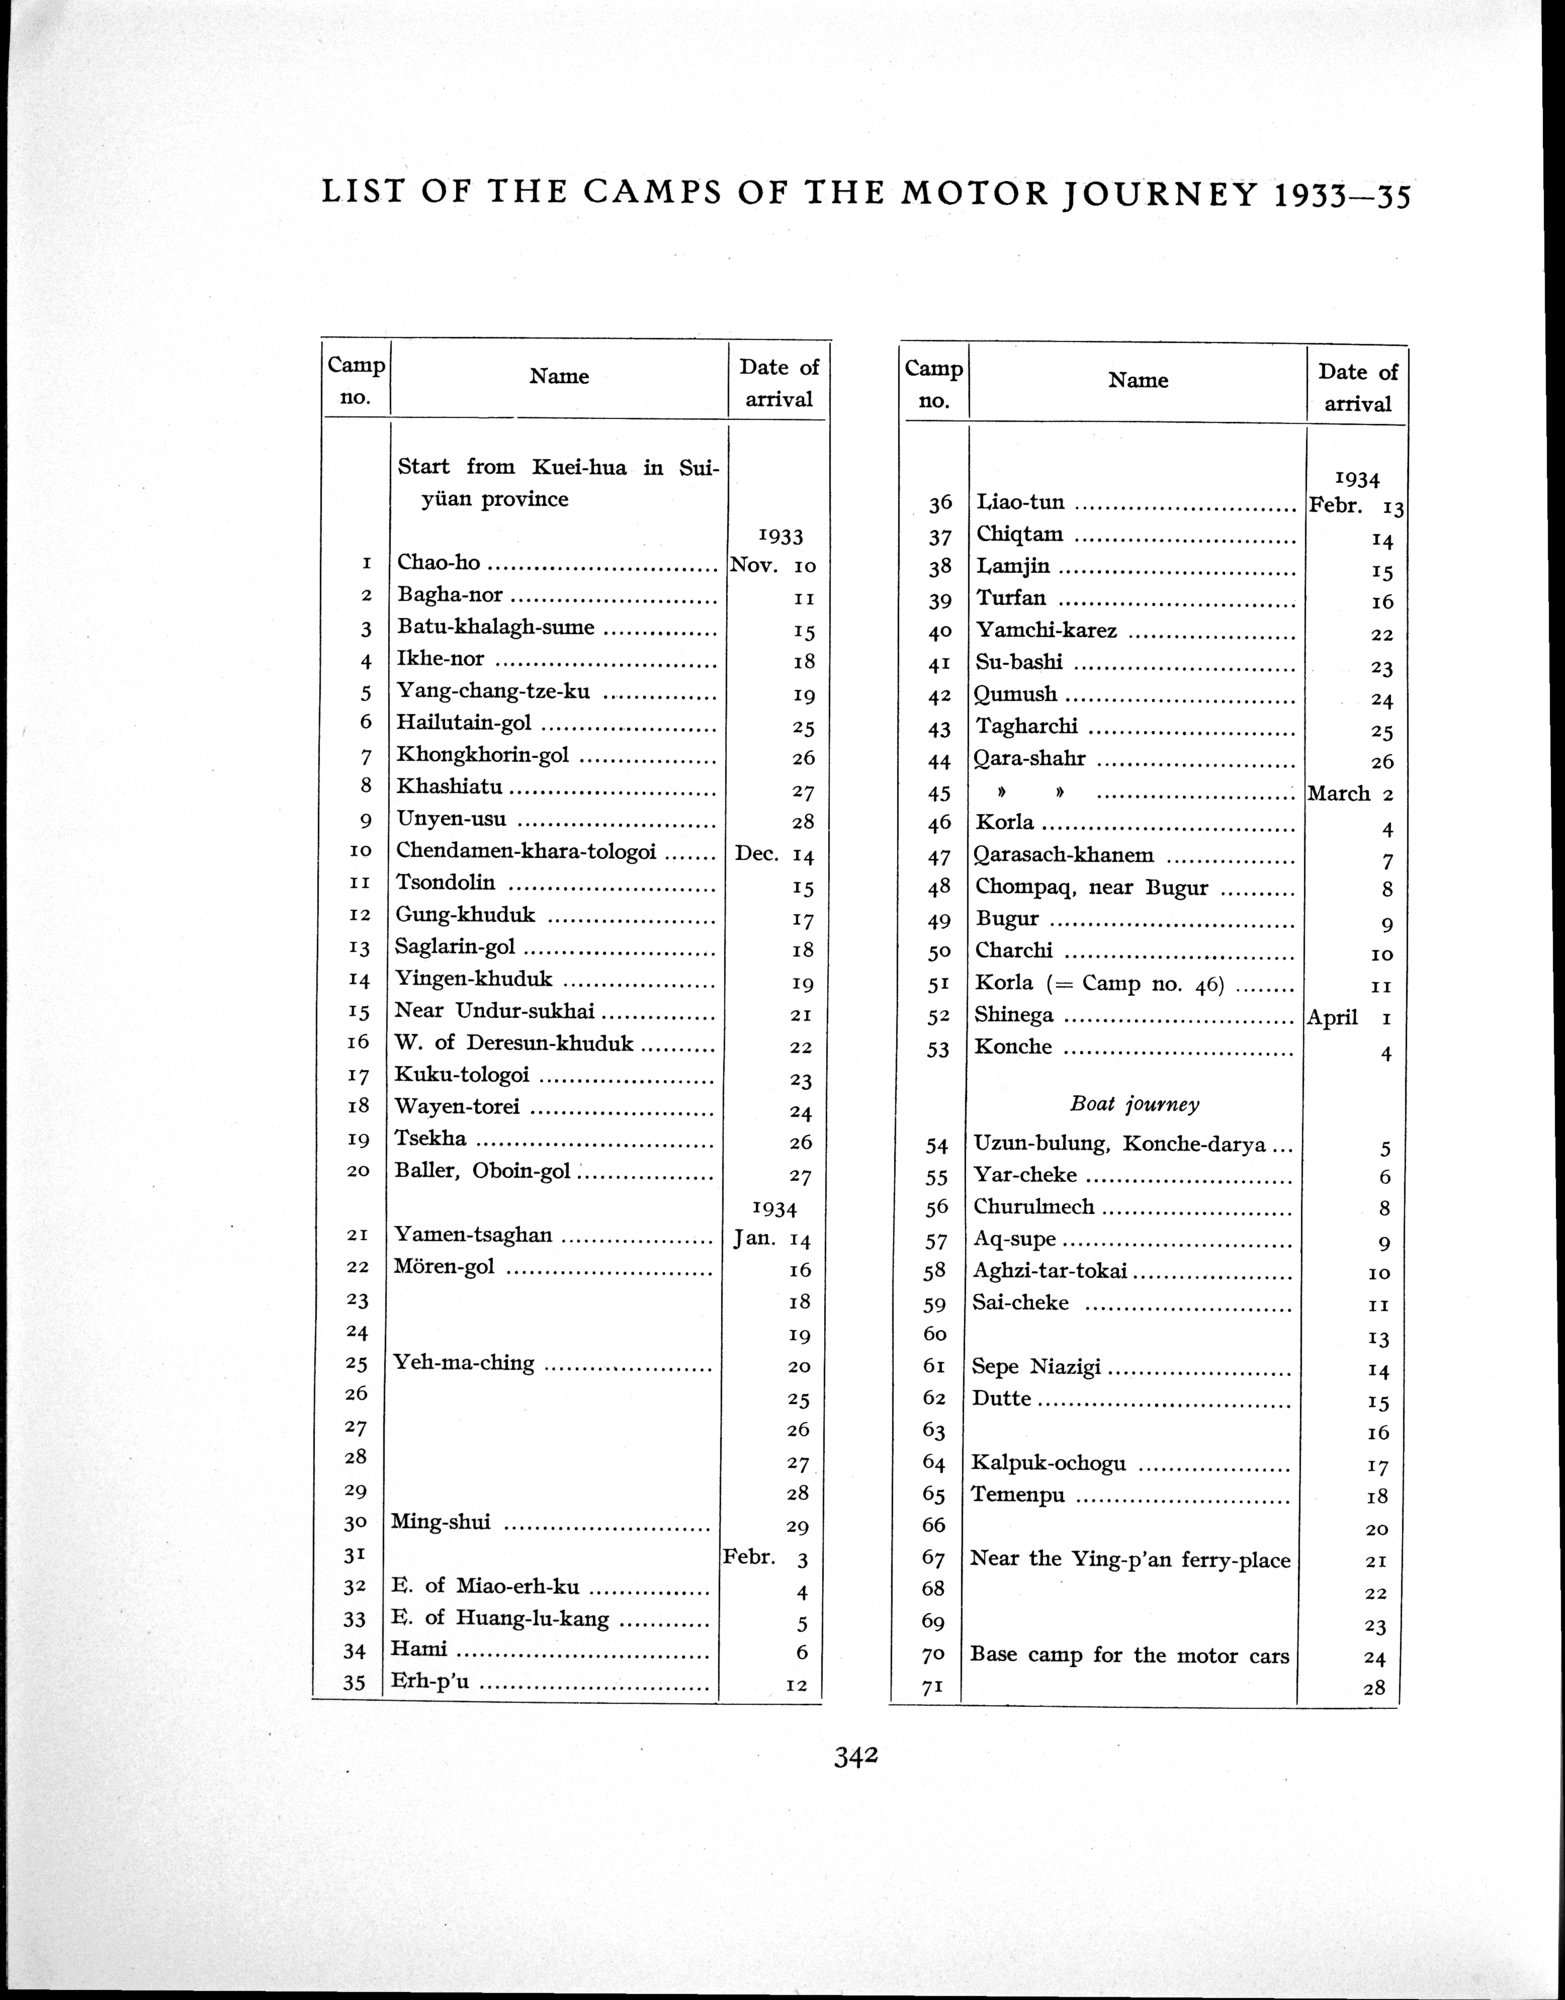 LIST OF THE CAMPS OF THE MOTOR JOURNEY 1933—35
Camp no. Name Date of arrival
Start from Kuei-hua in Sui-
yüan province
1933
1 Chao-ho .............................. Nov. 10
2 Bagha-nor ........................... 11
3 Batu-khalagh-sume ............... 15
4 Ikhe-nor ............................. 18
5 Yang-chang-tze-ku ............... 19
6 Hailutain-gol ....................... 25
7 Khongkhorin-gol .................. 26
8 Khashiatu ........................... 27
9 Unyen-usu .......................... 28
10 Chendamen-khara-tologoi ....... Dec. 14
11 Tsondolin ........................... 15
12 Gung-khuduk ...................... 17
13 Saglarin-gol ......................... 18
14 Yingen-khuduk .................... 19
15 Near Undur-sukhai ............... 21
16 W. of Deresun-khuduk .......... 22
17 Kuku-tologoi ....................... 23
18 Wayen-torei ........................ 24
19 Tsekha ............................... 26
20 Baller, Oboin-gol .................. 27
1934
21 Yamen-tsaghan .................... Jan. 14
22 Mören-gol ........................... 16
23 18
24 19
25 Yeh-ma-ching ...................... 20
26 25
27 26
28 27
29 28
30 Ming-shui ........................... 29
31 Febr. 3
32 E. of Miao-erh-ku ................ 4
33 E. of Huang-lu-kang ............ 5
34 Hami ................................. 6
35 Erh-p'u .............................. 12
Camp no. Name Date of arrival
1934
36 Liao-tun ............................. Febr. 13
37 Chiqtam ............................. 14
38 Lamjin ............................... 15
39 Turfan ............................... 16
40 Yamchi-karez ...................... 22
41 Su-bashi ............................. 23
42 Qumush .............................. 24
43 Tagharchi ........................... 25
44 Qara-shahr .......................... 26
45 » » .......................... March 2
46 Korla ................................. 4
47 Qarasach-khanem ................. 7
48 Chompaq, near Bugur .......... 8
49 Bugur ................................ 9
50 Charchi .............................. 10
51 Korla (= Camp no. 46) ........ 11
52 Shinega .............................. April 1
53 Konche .............................. 4
Boat journey
54 Uzun-bulung, Konche-darya ... 5
55 Yar-cheke ........................... 6
56 Churulmech ......................... 8
57 Aq-supe .............................. 9
58 Aghzi-tar-tokai ..................... 10
59 Sai-cheke ........................... 11
60 13
61 Sepe Niazigi ........................ 14
62 Dutte ................................. 15
63 16
64 Kalpuk-ochogu .................... 17
65 Temenpu ............................ 18
66 20
67 Near the Ying-p'an ferry-place 21
68 22
69 23
70 Base camp for the motor cars 24
71 28
342